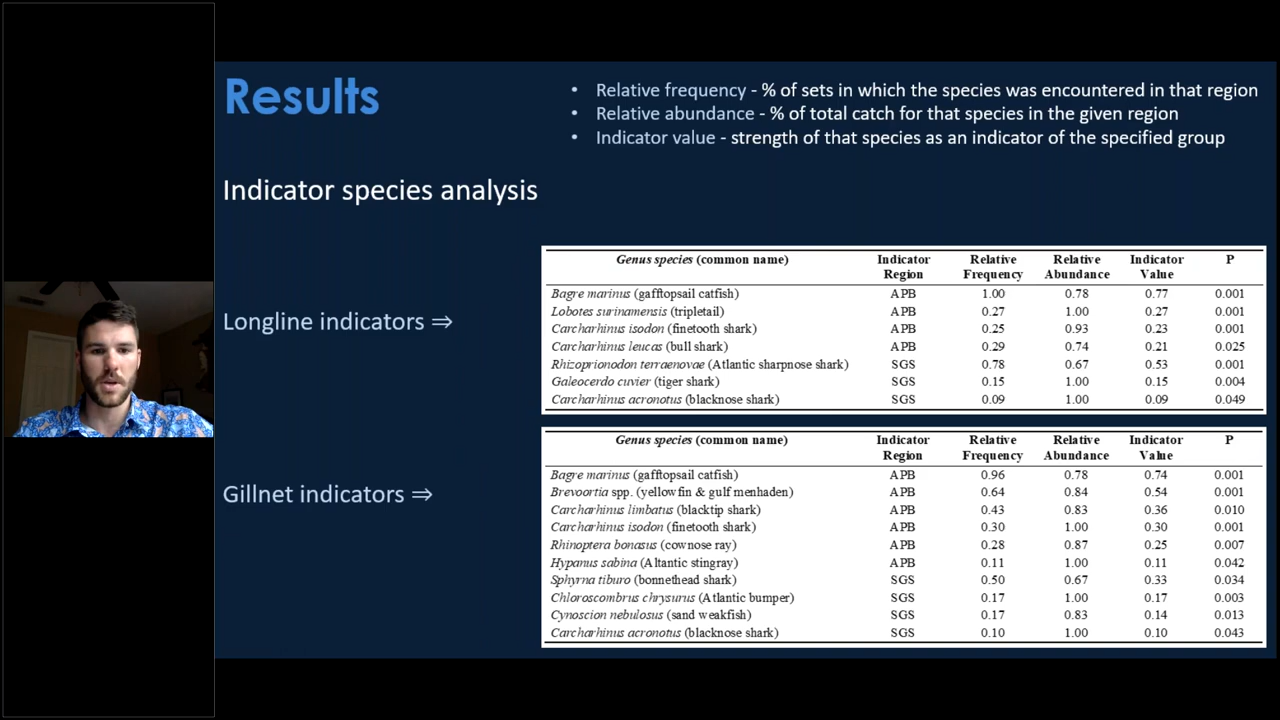 Results
• Relative frequency - % of sets in which the species was encountered in that region
• Relative abundance - % of total catch for that species in the given region
• Indicator value - strength of that species as an indicator of the specified group
Indicator species analysis
Longline indicators ⇒
Genus species (common name) Indicator Region Relative Frequency Relative Abundance Indicator Value P
Bagre marinus (gafftopsail catfish) APB 1.00 0.78 0.77 0.001
Lobotes surinamensis (tripletail) APB 0.27 1.00 0.27 0.001
Carcharhinus isodon (finetooth shark) APB 0.25 0.93 0.23 0.001
Carcharhinus leucas (bull shark) APB 0.29 0.74 0.21 0.025
Rhizoprionodon terraenovae (Atlantic sharpnose shark) SGS 0.78 0.67 0.53 0.001
Galeocerdo cuvier (tiger shark) SGS 0.15 1.00 0.15 0.004
Carcharhinus acronotus (blacknose shark) SGS 0.09 1.00 0.09 0.049
Gillnet indicators ⇒
Genus species (common name) Indicator Region Relative Frequency Relative Abundance Indicator Value P
Bagre marinus (gafftopsail catfish) APB 0.96 0.78 0.74 0.001
Brevoortia spp. (yellowfin & gulf menhaden) APB 0.64 0.84 0.54 0.001
Carcharhinus limbatus (blacktip shark) APB 0.43 0.83 0.36 0.010
Carcharhinus isodon (finetooth shark) APB 0.30 1.00 0.30 0.001
Rhinoptera bonasus (cownose ray) APB 0.28 0.87 0.25 0.007
Hypanus sabina (Altantic stingray) APB 0.11 1.00 0.11 0.042
Sphyrna tiburo (bonnethead shark) SGS 0.50 0.67 0.33 0.034
Chloroscombrus chrysurus (Atlantic bumper) SGS 0.17 1.00 0.17 0.003
Cynoscion nebulosus (sand weakfish) SGS 0.17 0.83 0.14 0.013
Carcharhinus acronotus (blacknose shark) SGS 0.10 1.00 0.10 0.043